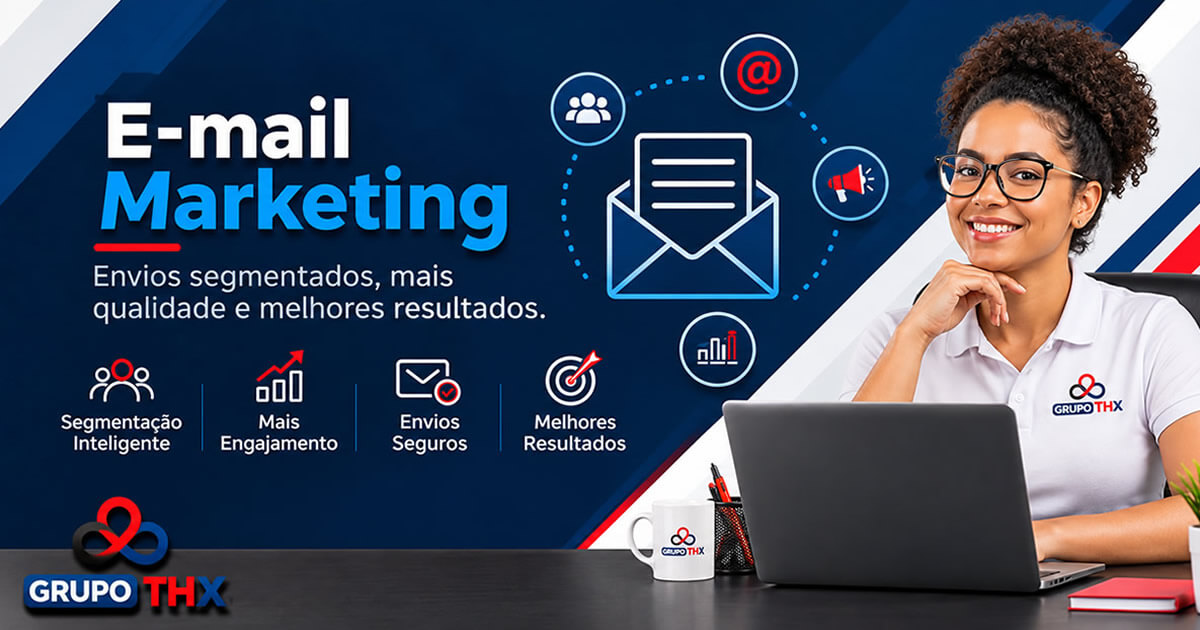 E-mail
Marketing
Envios segmentados, mais
qualidade e melhores resultados.
Segmentação
Inteligente
Mais
Engajamento
Envios
Seguros
Melhores
Resultados
@
GRUPO THX
GRUPO THX
GRUPO THX